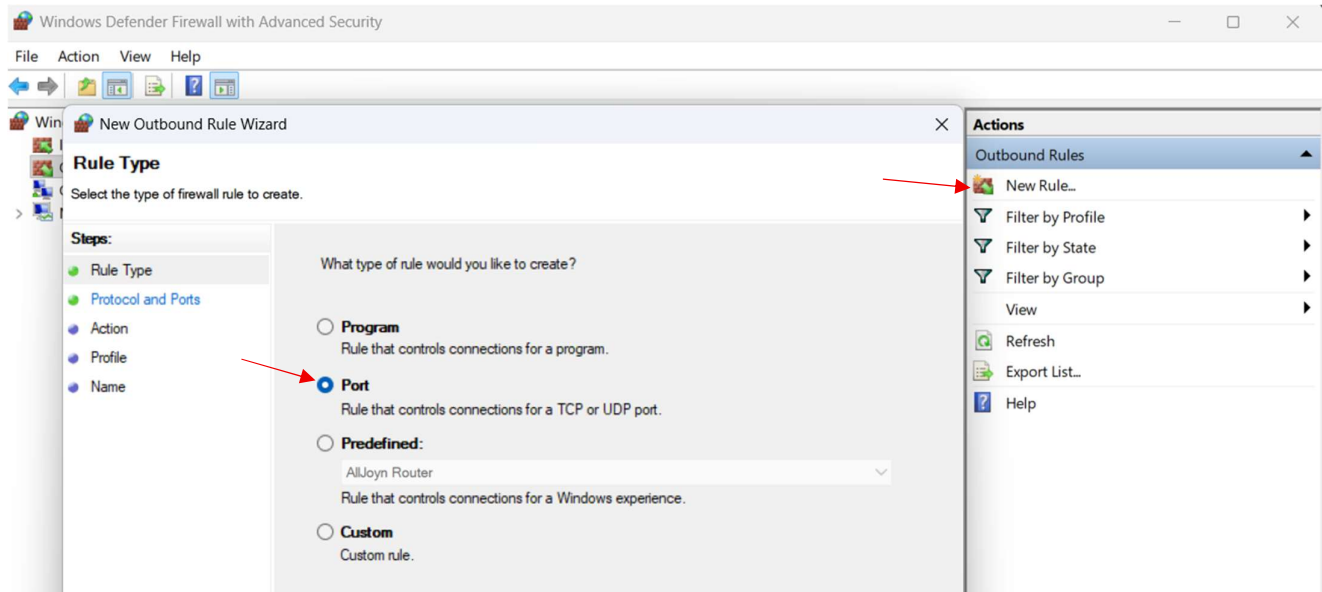 Windows Defender Firewall with Advanced Security
File Action View Help
Win
New Outbound Rule Wizard
Rule Type
Select the type of firewall rule to create.
Steps:
Rule Type
Protocol and Ports
Action
Profile
Name
What type of rule would you like to create?
Program
Rule that controls connections for a program.
Port
Rule that controls connections for a TCP or UDP port.
Predefined:
AllJoyn Router
Rule that controls connections for a Windows experience.
Custom
Custom rule.
Actions
Outbound Rules
New Rule...
Filter by Profile
Filter by State
Filter by Group
View
Refresh
Export List...
Help